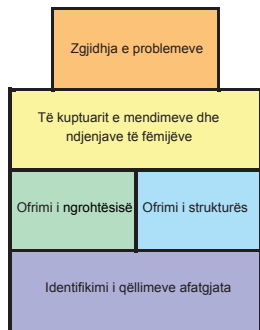 Zgjidhja e problemeve
Të kuptuarit e mendimeve dhe
ndjenjave të fëmijëve
Ofrimi i ngrohtësisë
Ofrimi i strukturës
Identifikimi i qëllimeve afatgjata